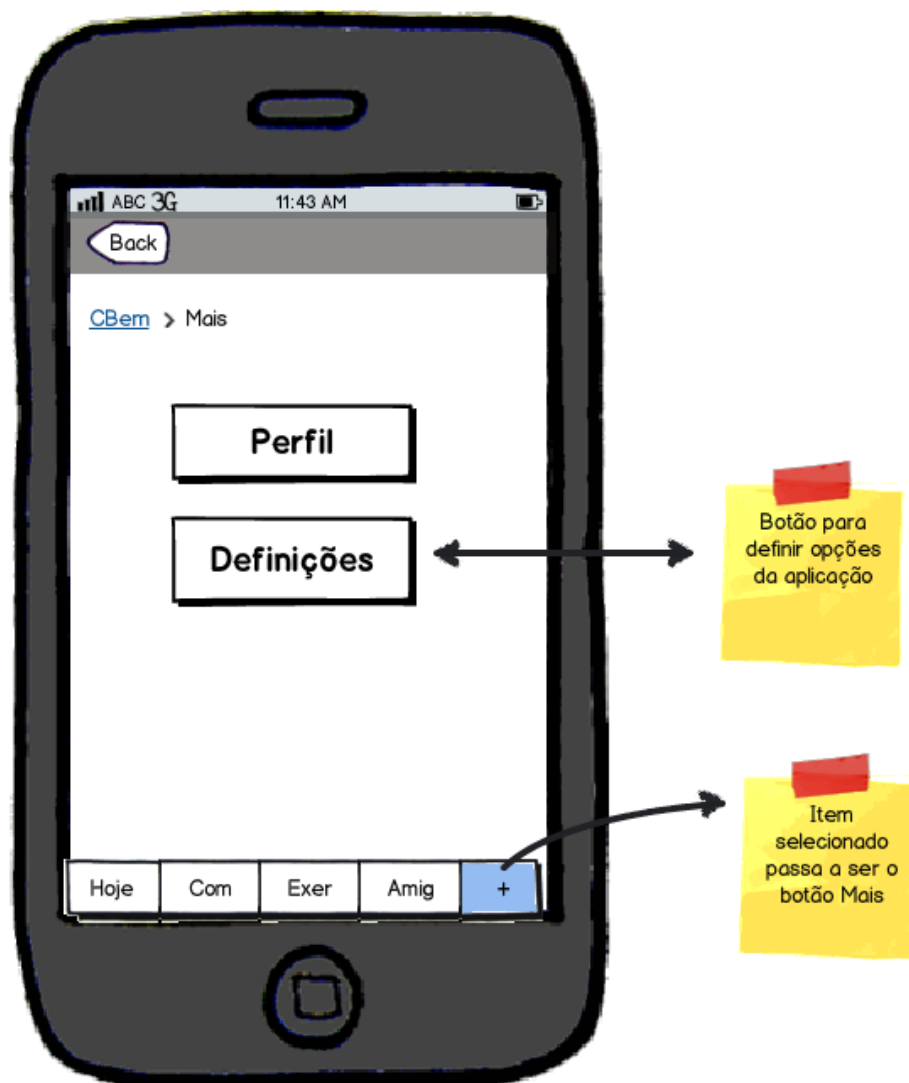 ABC 3G 11:43 AM
Back
CBem > Mais
Perfil
Definições
Botão para
definir opções
da aplicação
Item
selecionado
passa a ser o
botão Mais
Hoje Com Exer Amig +